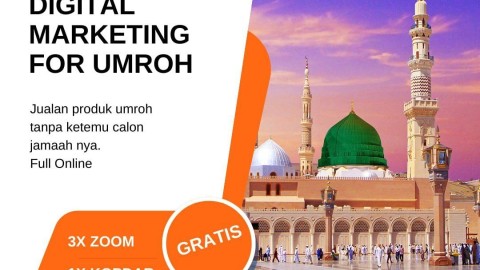 DIGITAL
MARKETING
FOR UMROH
Jualan produk umroh
tanpa ketemu calon
jamaah nya.
Full Online
3X ZOOM
GRATIS